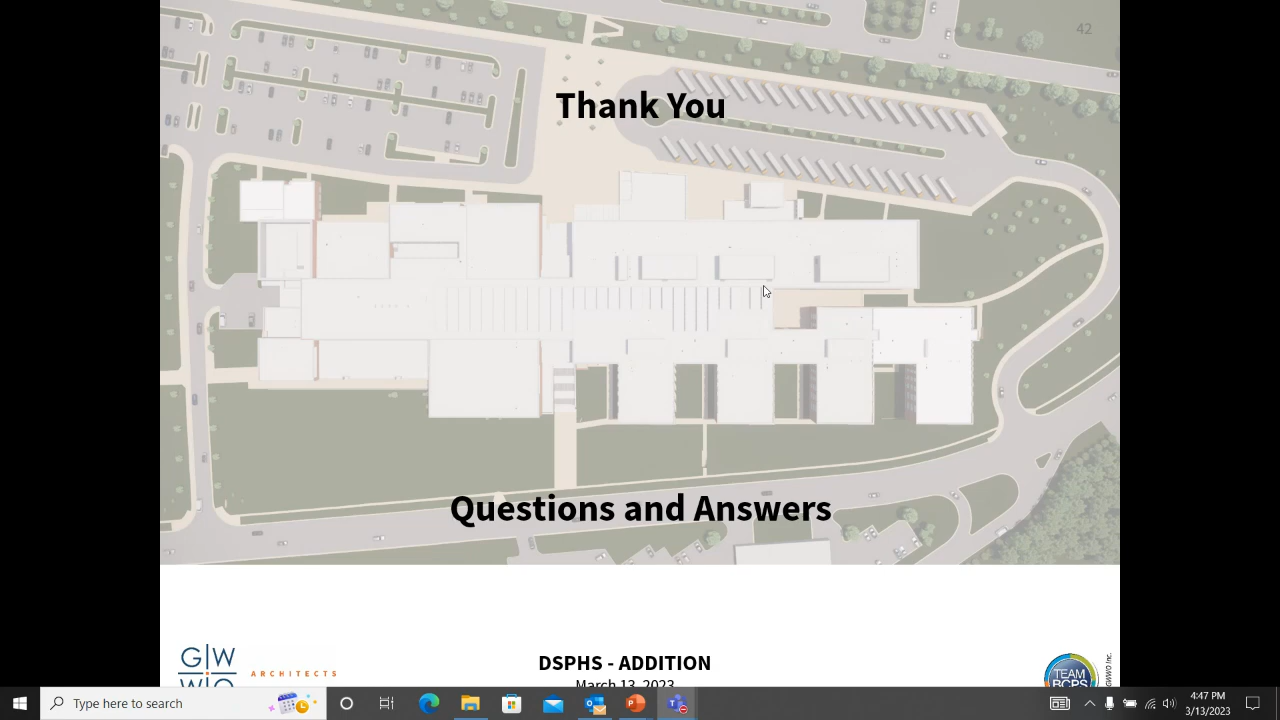 42
Thank You
Questions and Answers
G|W
W|O
ARCHITECTS
DSPHS - ADDITION
March 13, 2023
TEAM
BCPS
GWWO Inc.
Type here to search
4:47 PM
3/13/2023